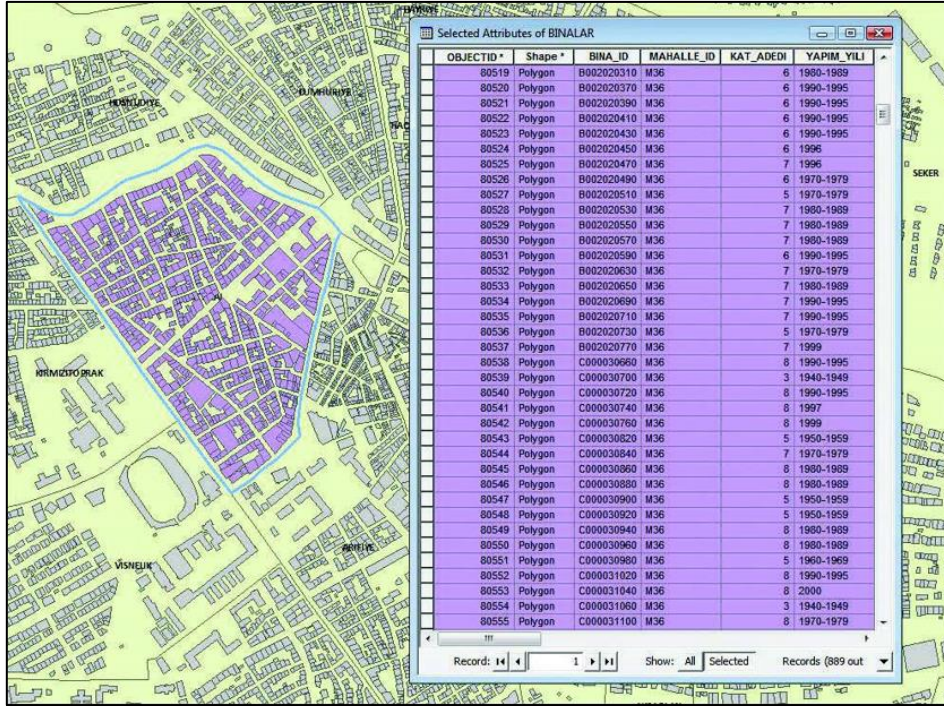 HOSNUDIYE
CUMHURIYE
SEKER
KIRMIZITOPRAK
VISNELIK
Selected Attributes of BINALAR
OBJECTID * Shape * BINA_ID MAHALLE_ID KAT_ADEDI YAPIM_YILI
80519 Polygon B002020310 M36 6 1980-1989
80520 Polygon B002020370 M36 6 1990-1995
80521 Polygon B002020390 M36 6 1990-1995
80522 Polygon B002020410 M36 6 1990-1995
80523 Polygon B002020430 M36 6 1990-1995
80524 Polygon B002020450 M36 6 1996
80525 Polygon B002020470 M36 7 1996
80526 Polygon B002020490 M36 6 1970-1979
80527 Polygon B002020510 M36 5 1970-1979
80528 Polygon B002020530 M36 7 1980-1989
80529 Polygon B002020550 M36 7 1980-1989
80530 Polygon B002020570 M36 7 1980-1989
80531 Polygon B002020590 M36 6 1990-1995
80532 Polygon B002020630 M36 7 1970-1979
80533 Polygon B002020650 M36 7 1980-1989
80534 Polygon B002020690 M36 7 1990-1995
80535 Polygon B002020710 M36 7 1990-1995
80536 Polygon B002020730 M36 5 1970-1979
80537 Polygon B002020770 M36 7 1999
80538 Polygon C000030660 M36 8 1990-1995
80539 Polygon C000030700 M36 3 1940-1949
80540 Polygon C000030720 M36 8 1990-1995
80541 Polygon C000030740 M36 8 1997
80542 Polygon C000030760 M36 8 1999
80543 Polygon C000030820 M36 5 1950-1959
80544 Polygon C000030840 M36 7 1970-1979
80545 Polygon C000030860 M36 8 1980-1989
80546 Polygon C000030880 M36 8 1980-1989
80547 Polygon C000030900 M36 5 1950-1959
80548 Polygon C000030920 M36 5 1950-1959
80549 Polygon C000030940 M36 8 1980-1989
80550 Polygon C000030960 M36 8 1980-1989
80551 Polygon C000030980 M36 5 1960-1969
80552 Polygon C000031020 M36 8 1990-1995
80553 Polygon C000031040 M36 8 2000
80554 Polygon C000031060 M36 3 1940-1949
80555 Polygon C000031100 M36 8 1970-1979
Record: 1 Show: All Selected Records (889 out